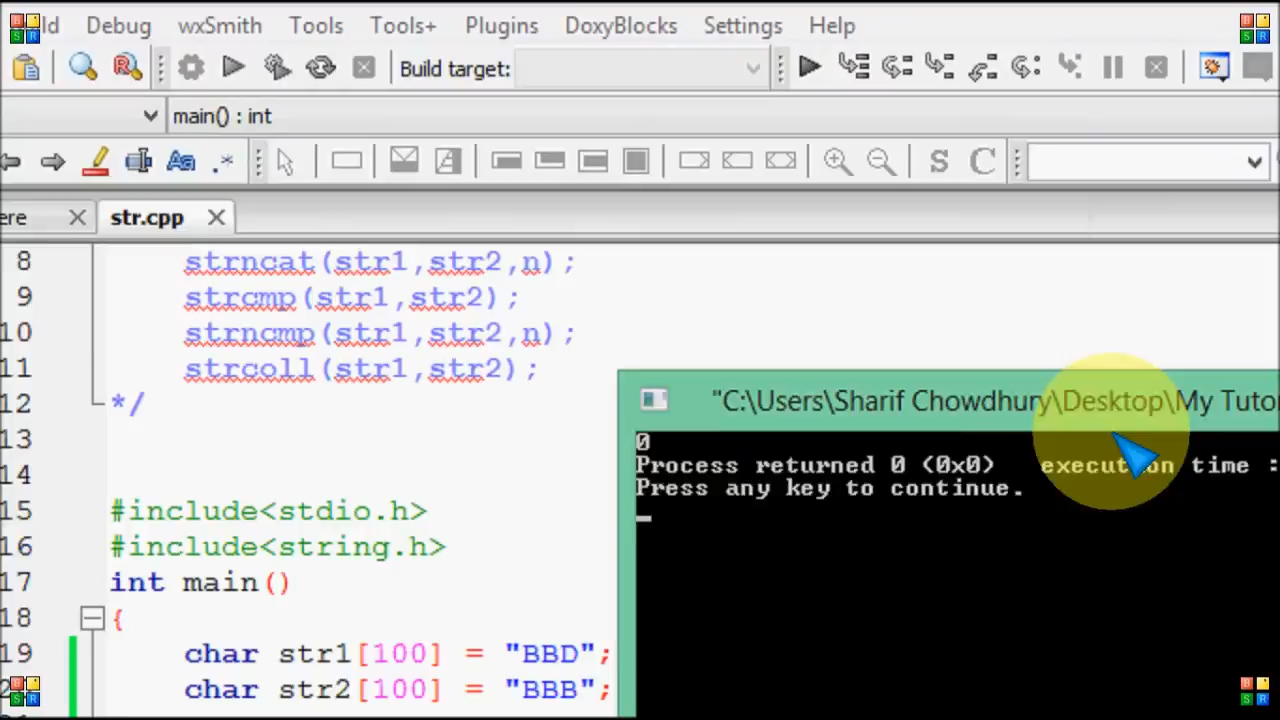 ld Debug wxSmith Tools Tools+ Plugins DoxyBlocks Settings Help
Build target:
main() : int
S C
ere str.cpp
8 strncat(str1,str2,n);
9 strcmp(str1,str2);
10 strncmp(str1,str2,n);
11 strcoll(str1,str2);
12 */
"C:\Users\Sharif Chowdhury\Desktop\My Tuto
13
0
14
Process returned 0 (0x0) execution time :
Press any key to continue.
15 #include<stdio.h>
16 #include<string.h>
17 int main()
18 {
19 char str1[100] = "BBD";
char str2[100] = "BBB";